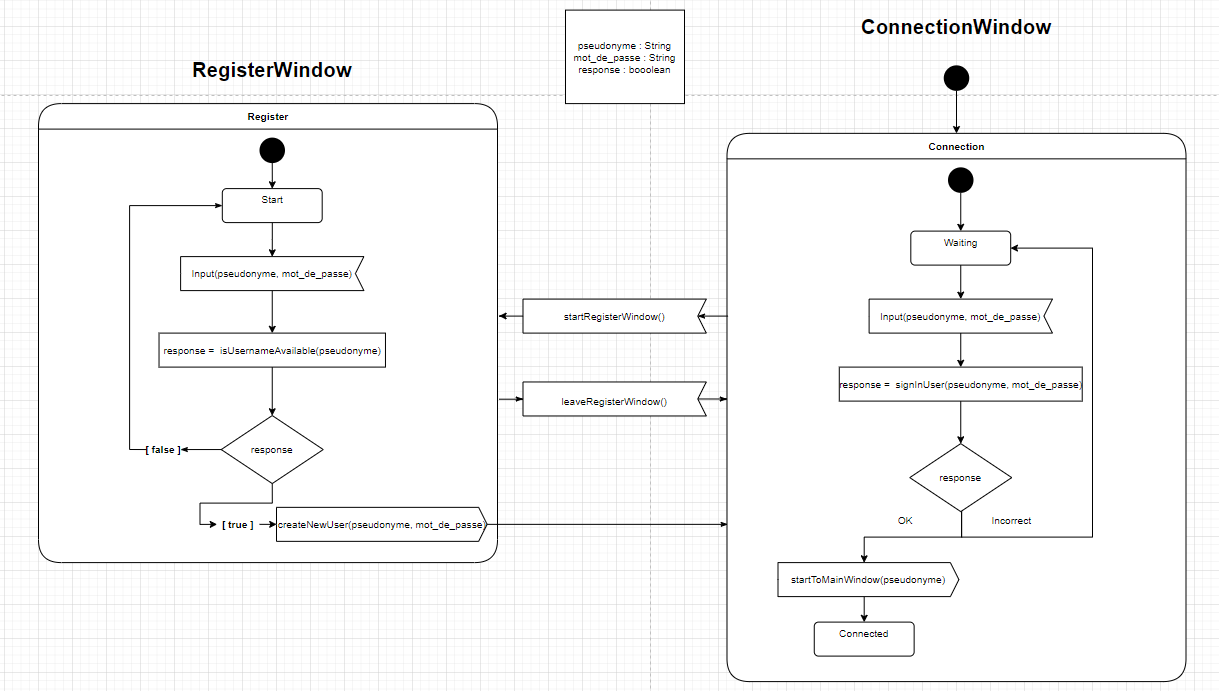 ConnectionWindow
RegisterWindow
pseudonyme : String
mot_de_passe : String
response : booolean
Register
Start
Input(pseudonyme, mot_de_passe)
response = isUsernameAvailable(pseudonyme)
response
[ false ]
[ true ]
createNewUser(pseudonyme, mot_de_passe)
startRegisterWindow()
leaveRegisterWindow()
Connection
Waiting
Input(pseudonyme, mot_de_passe)
response = signInUser(pseudonyme, mot_de_passe)
response
OK
Incorrect
startToMainWindow(pseudonyme)
Connected